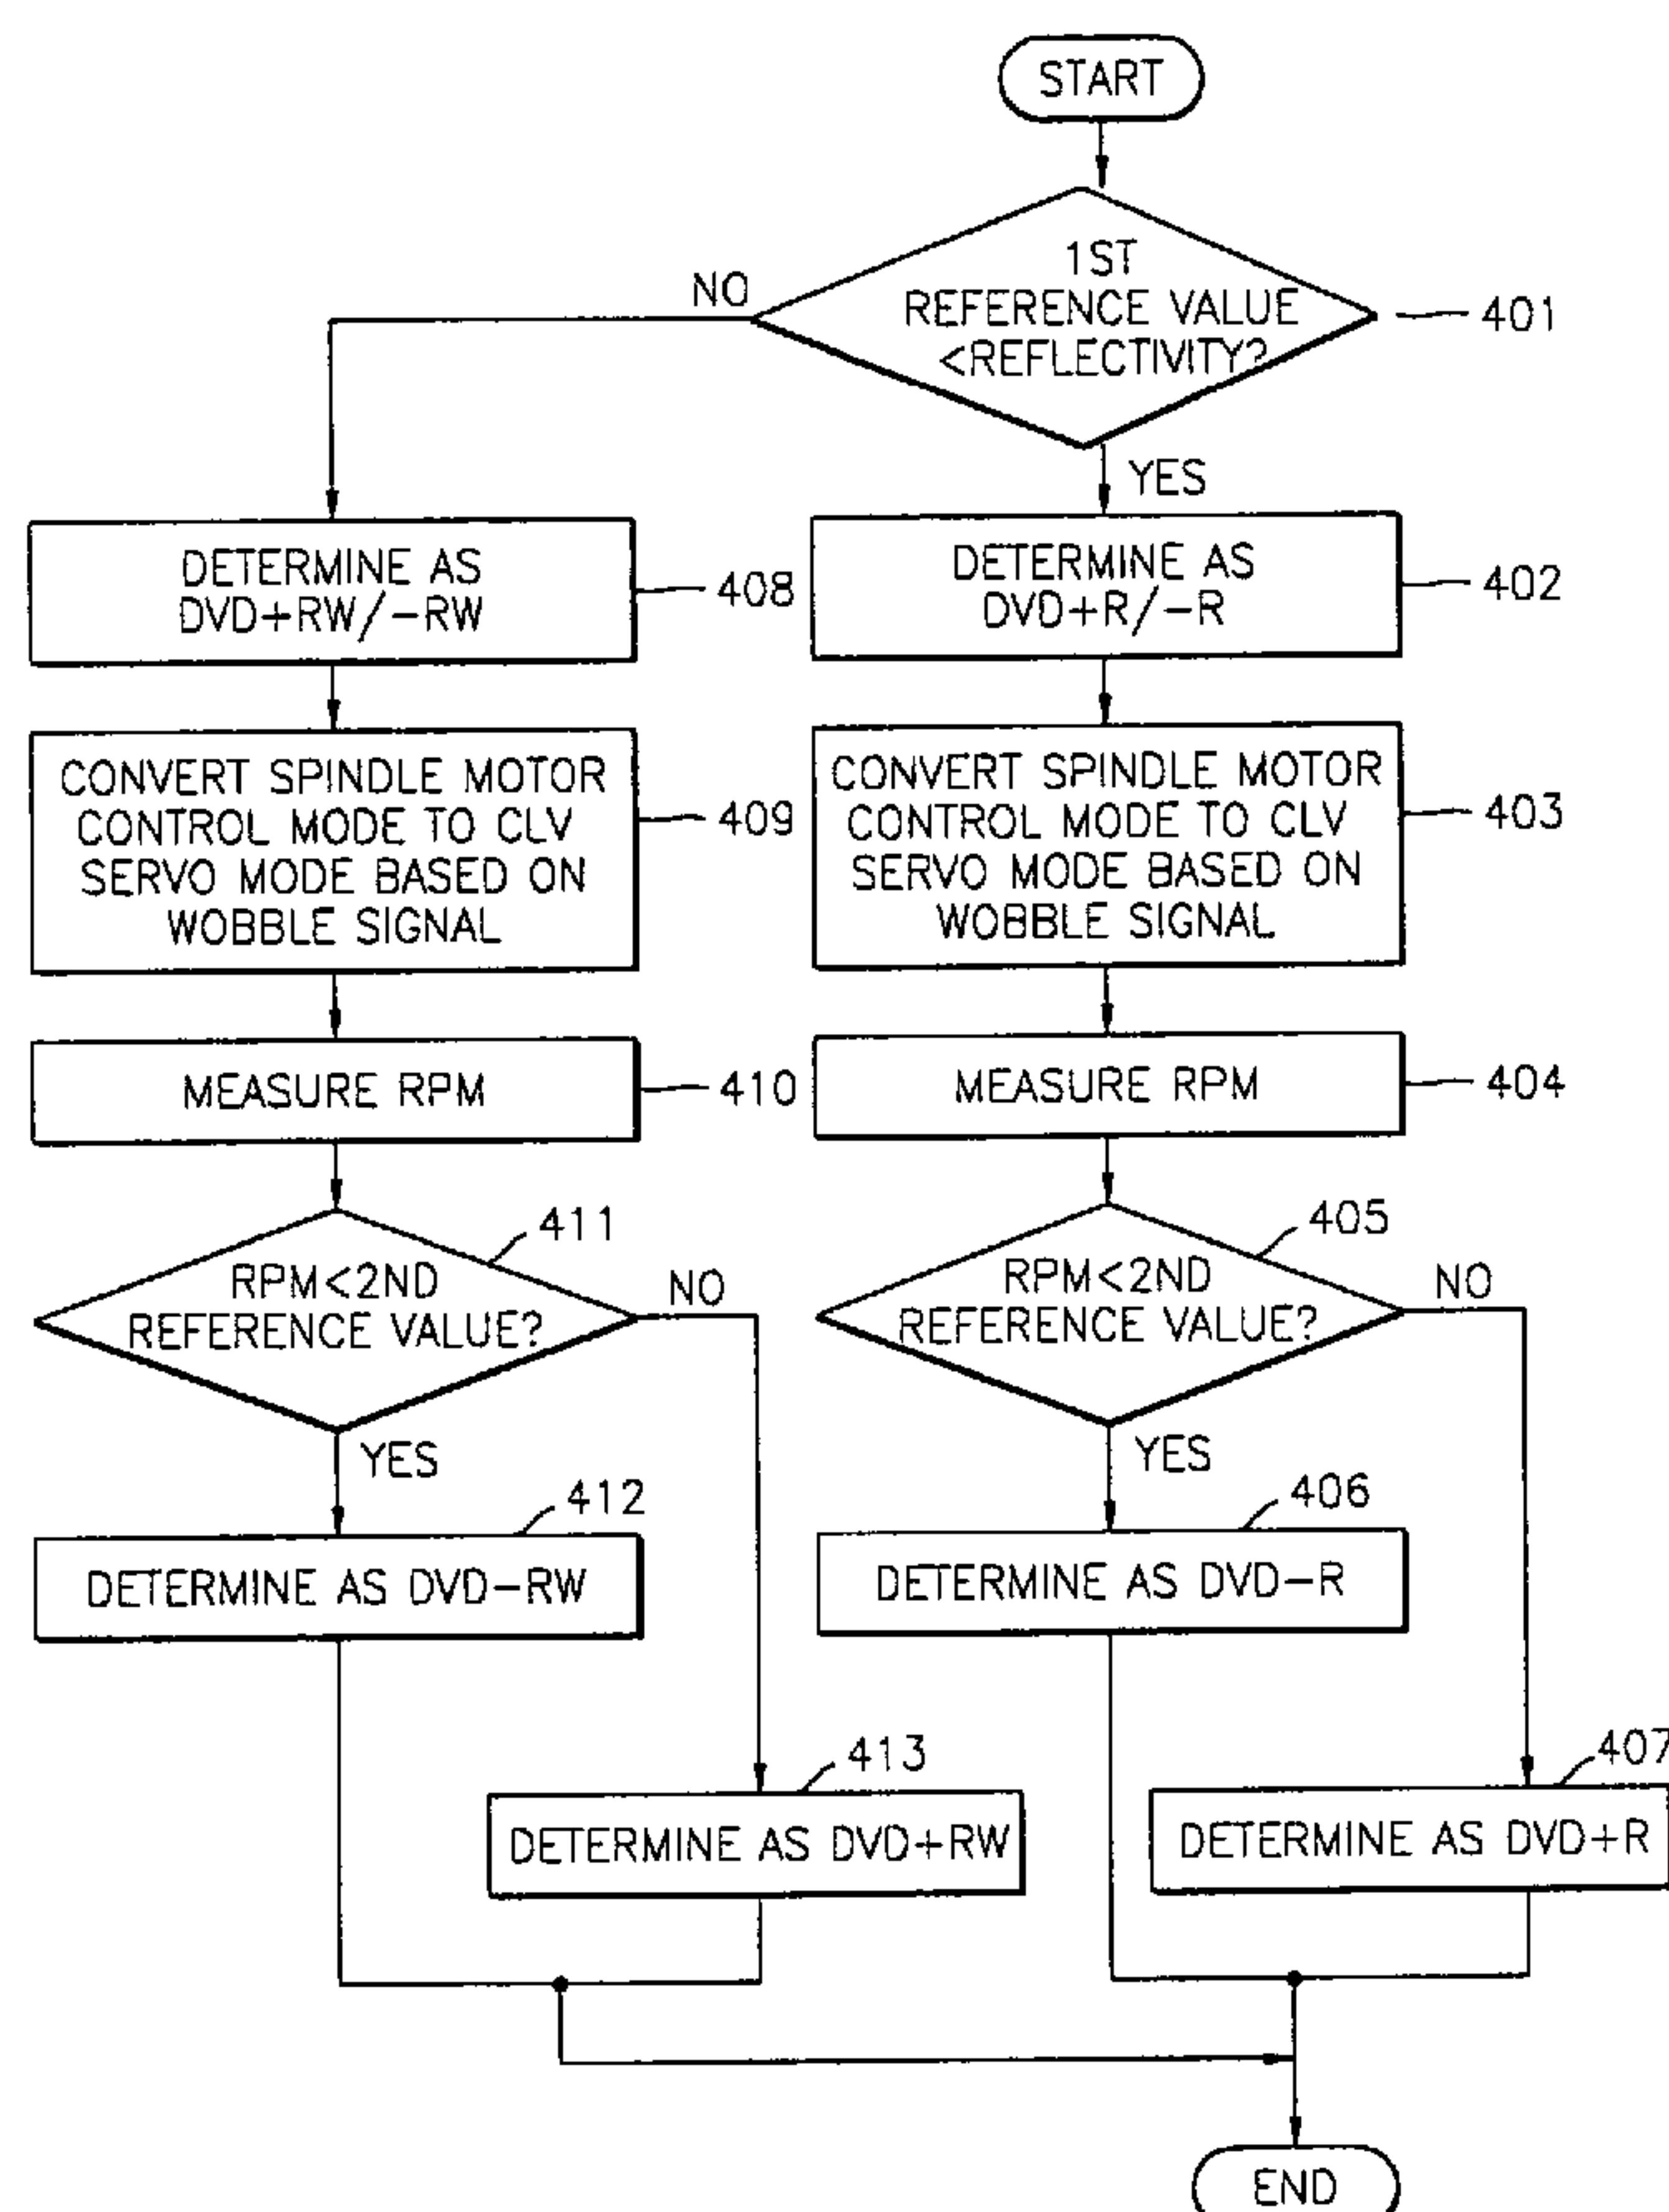 START
1ST
REFERENCE VALUE
<REFLECTIVITY?
401
NO
YES
DETERMINE AS
DVD+RW/-RW
408
DETERMINE AS
DVD+R/-R
402
CONVERT SPINDLE MOTOR
CONTROL MODE TO CLV
SERVO MODE BASED ON
WOBBLE SIGNAL
409
CONVERT SPINDLE MOTOR
CONTROL MODE TO CLV
SERVO MODE BASED ON
WOBBLE SIGNAL
403
MEASURE RPM
410
MEASURE RPM
404
411
RPM<2ND
REFERENCE VALUE?
NO
YES
405
RPM<2ND
REFERENCE VALUE?
NO
YES
412
DETERMINE AS DVD-RW
406
DETERMINE AS DVD-R
413
DETERMINE AS DVD+RW
407
DETERMINE AS DVD+R
END